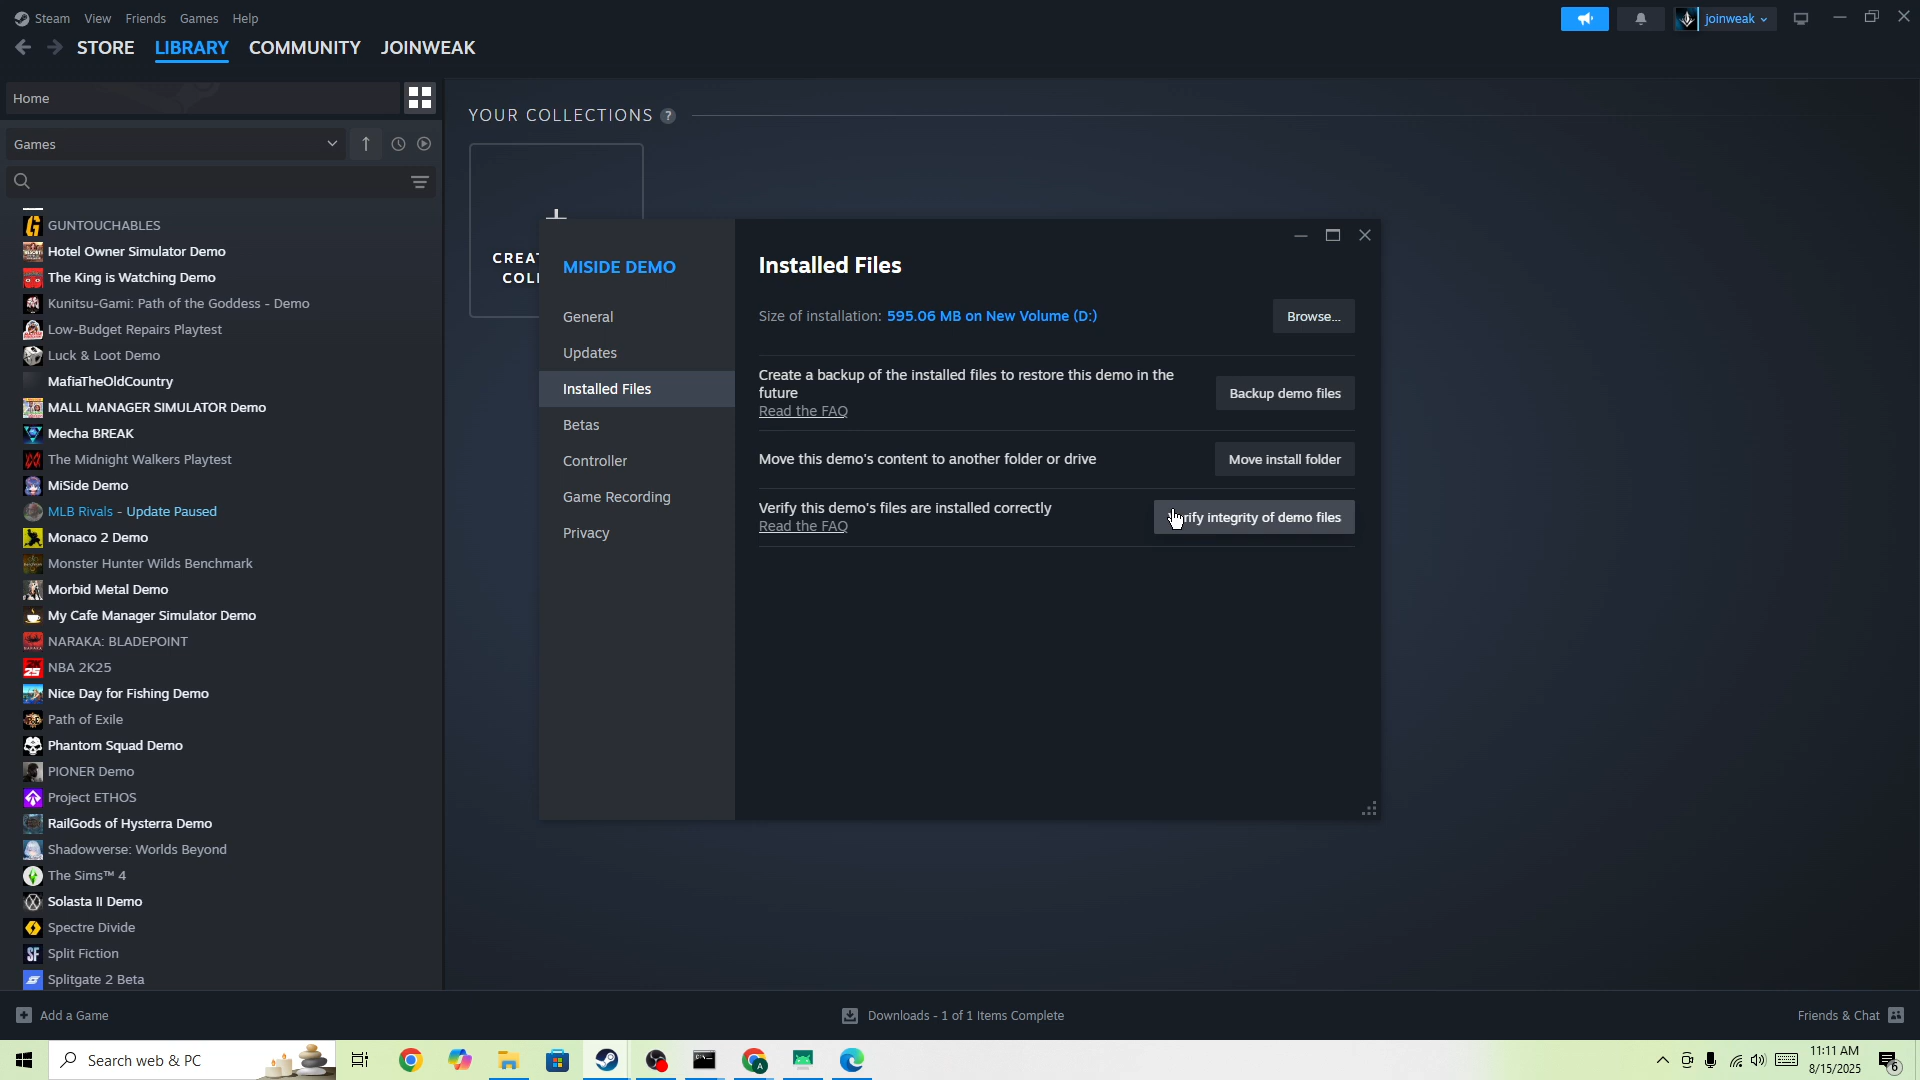 Steam View Friends Games Help
joinweak
STORE LIBRARY COMMUNITY JOINWEAK
Home
Games
GUNTOUCHABLES
Hotel Owner Simulator Demo
The King is Watching Demo
Kunitsu-Gami: Path of the Goddess - Demo
Low-Budget Repairs Playtest
Luck & Loot Demo
MafiaTheOldCountry
MALL MANAGER SIMULATOR Demo
Mecha BREAK
The Midnight Walkers Playtest
MiSide Demo
MLB Rivals - Update Paused
Monaco 2 Demo
Monster Hunter Wilds Benchmark
Morbid Metal Demo
My Cafe Manager Simulator Demo
NARAKA: BLADEPOINT
NBA 2K25
Nice Day for Fishing Demo
Path of Exile
Phantom Squad Demo
PIONER Demo
Project ETHOS
RailGods of Hysterra Demo
Shadowverse: Worlds Beyond
The Sims™ 4
Solasta II Demo
Spectre Divide
Split Fiction
Splitgate 2 Beta
YOUR COLLECTIONS ?
MISIDE DEMO
General
Updates
Installed Files
Betas
Controller
Game Recording
Privacy
Installed Files
Size of installation: 595.06 MB on New Volume (D:)
Browse...
Create a backup of the installed files to restore this demo in the
future
Read the FAQ
Backup demo files
Move this demo's content to another folder or drive
Move install folder
Verify this demo's files are installed correctly
Read the FAQ
integrity of demo files
Add a Game
Downloads - 1 of 1 Items Complete
Friends & Chat
Search web & PC
11:11 AM
8/15/2025
6